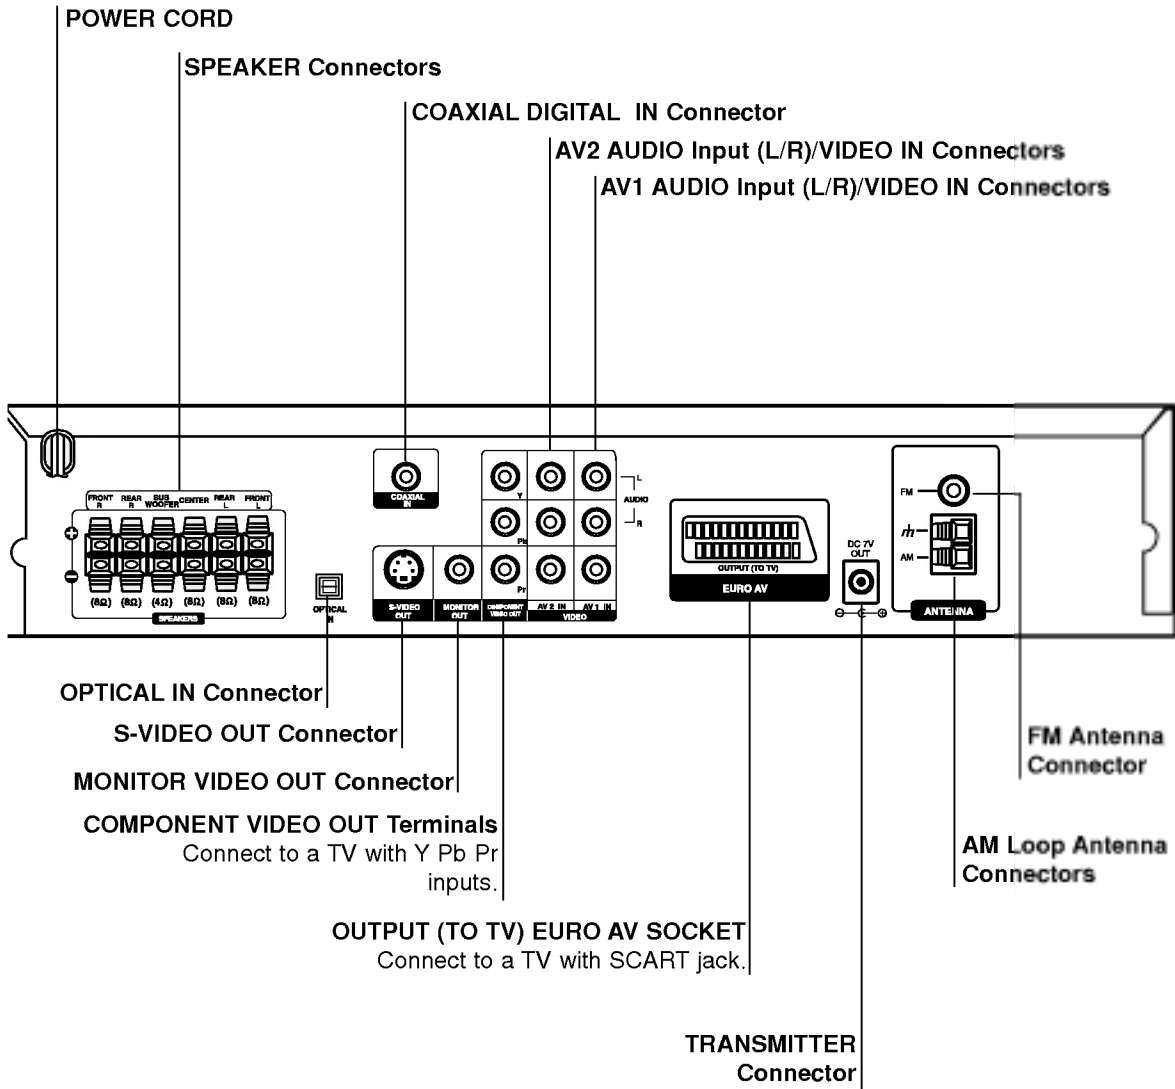 POWER CORD
SPEAKER Connectors
COAXIAL DIGITAL IN Connector
AV2 AUDIO Input (L/R)/VIDEO IN Connectors
AV1 AUDIO Input (L/R)/VIDEO IN Connectors
FRONT R
REAR R
SUB WOOFER
CENTER
REAR L
FRONT L
(8Ω) (8Ω) (4Ω) (8Ω) (8Ω) (8Ω)
SPEAKERS
OPTICAL IN
COAXIAL IN
S-VIDEO OUT
MONITOR OUT
Y
Pb
Pr
COMPONENT VIDEO OUT
AV 2 IN
AV 1 IN
VIDEO
L
AUDIO
R
OUTPUT (TO TV)
EURO AV
DC 7V OUT
FM
AM
ANTENNA
OPTICAL IN Connector
S-VIDEO OUT Connector
MONITOR VIDEO OUT Connector
COMPONENT VIDEO OUT Terminals
Connect to a TV with Y Pb Pr
inputs.
OUTPUT (TO TV) EURO AV SOCKET
Connect to a TV with SCART jack.
TRANSMITTER
Connector
FM Antenna
Connector
AM Loop Antenna
Connectors